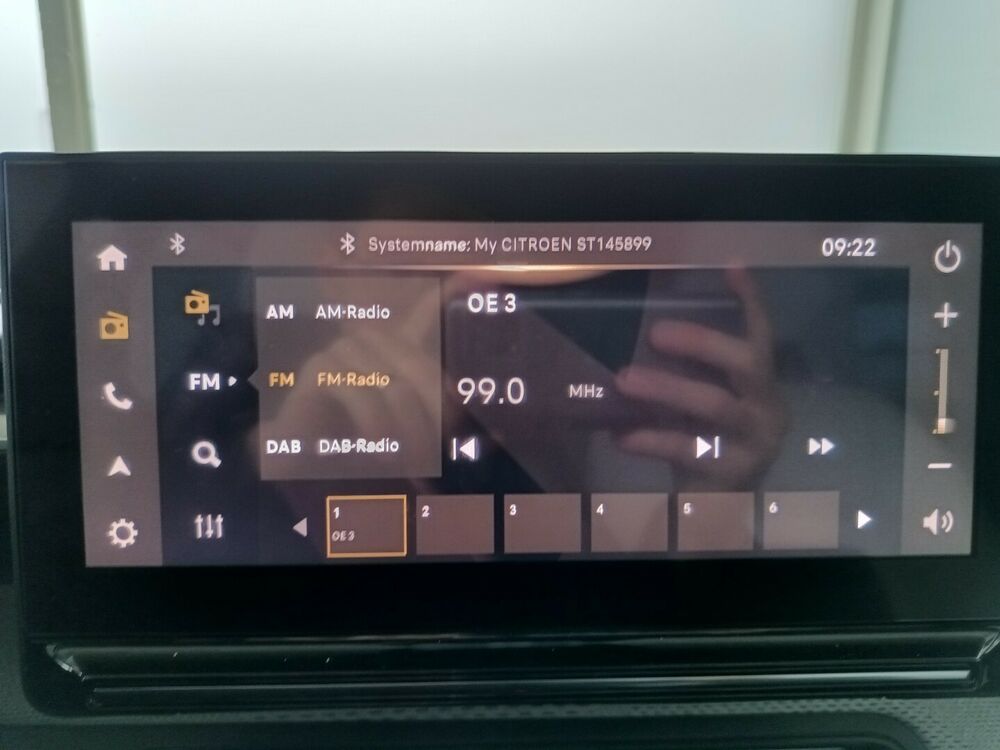 Systemname: My CITROEN ST145899
09:22
AM AM-Radio
OE 3
FM
FM FM-Radio
99.0 MHz
DAB DAB-Radio
1 2 3 4 5 6
OE 3